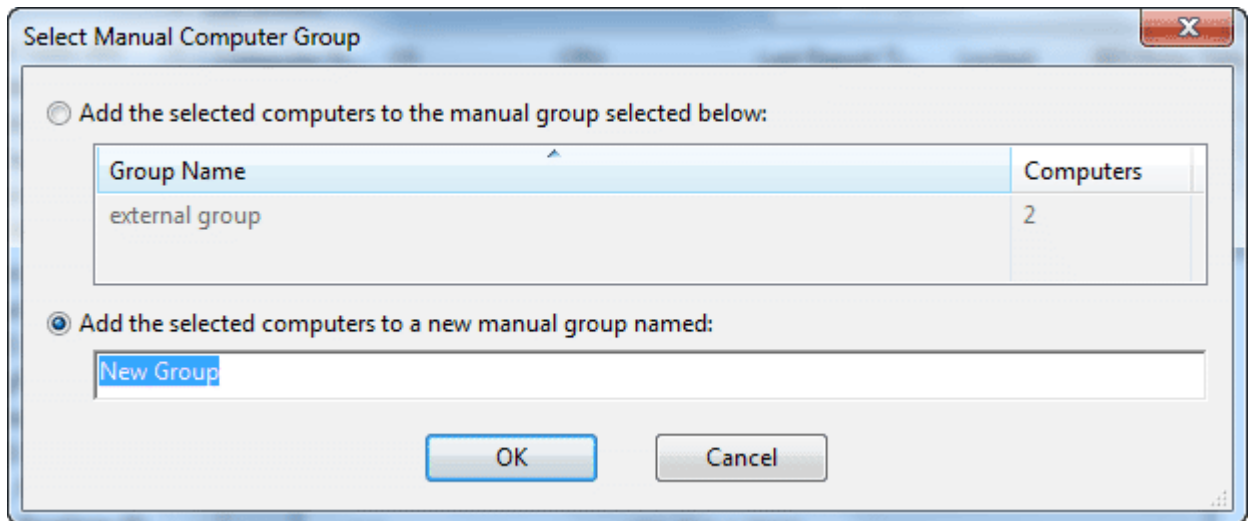 Select Manual Computer Group
Add the selected computers to the manual group selected below:
Group Name Computers
external group 2
Add the selected computers to a new manual group named:
New Group
OK Cancel